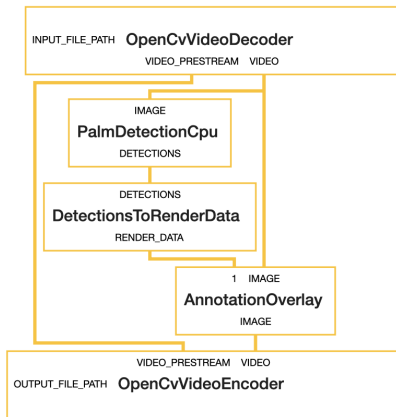 INPUT_FILE_PATH OpenCvVideoDecoder
VIDEO_PRESTREAM VIDEO
IMAGE
PalmDetectionCpu
DETECTIONS
DETECTIONS
DetectionsToRenderData
RENDER_DATA
1 IMAGE
AnnotationOverlay
IMAGE
VIDEO_PRESTREAM VIDEO
OUTPUT_FILE_PATH OpenCvVideoEncoder